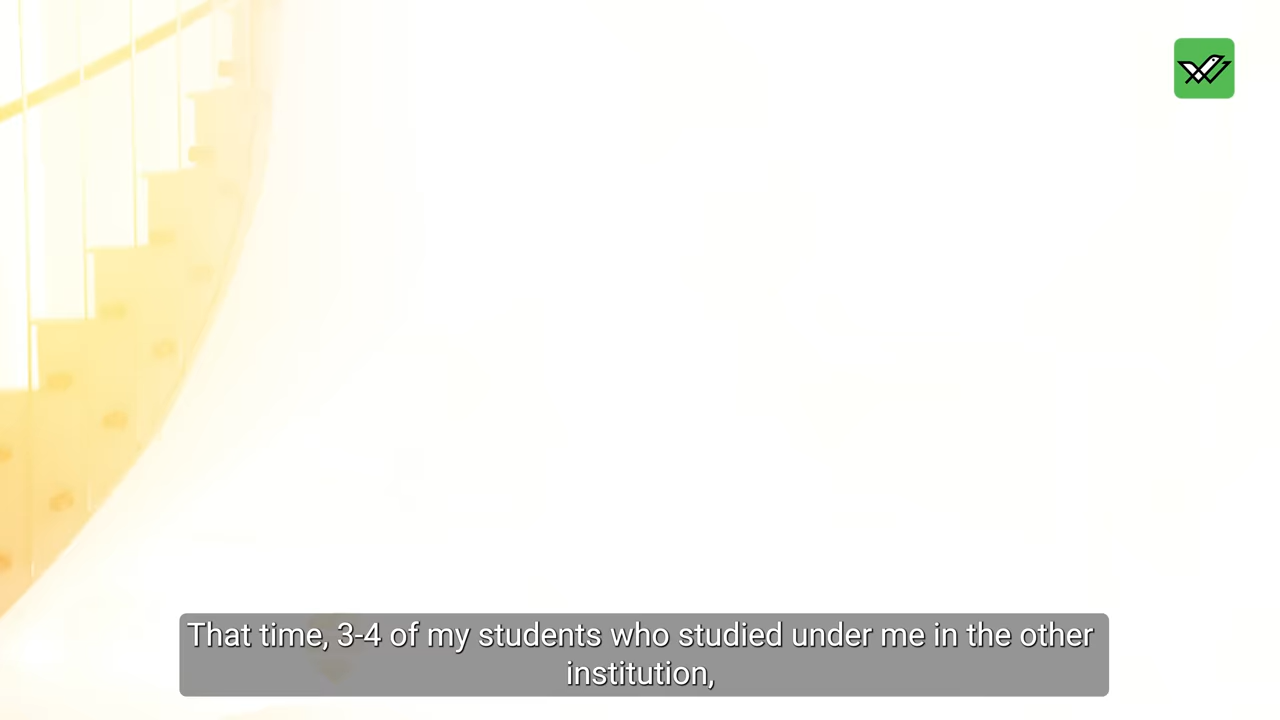 That time, 3-4 of my students who studied under me in the other
institution,